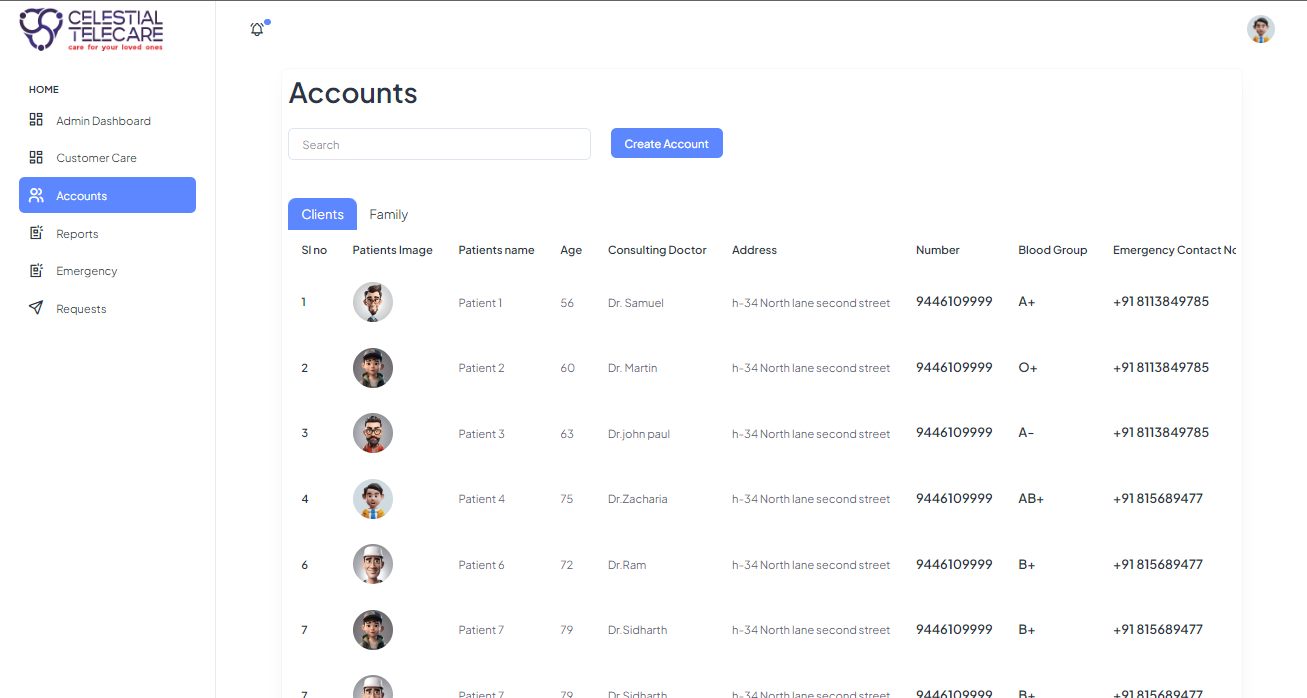 CELESTIAL
TELECARE
care for your loved ones
HOME
Admin Dashboard
Customer Care
Accounts
Reports
Emergency
Requests
Accounts
Search
Create Account
Clients Family
Sl no Patients Image Patients name Age Consulting Doctor Address Number Blood Group Emergency Contact No
1 Patient 1 56 Dr. Samuel h-34 North lane second street 9446109999 A+ +91 8113849785
2 Patient 2 60 Dr. Martin h-34 North lane second street 9446109999 O+ +91 8113849785
3 Patient 3 63 Dr.john paul h-34 North lane second street 9446109999 A- +91 8113849785
4 Patient 4 75 Dr.Zacharia h-34 North lane second street 9446109999 AB+ +91 815689477
6 Patient 6 72 Dr.Ram h-34 North lane second street 9446109999 B+ +91 815689477
7 Patient 7 79 Dr.Sidharth h-34 North lane second street 9446109999 B+ +91 815689477
7 Patient 7 79 Dr.Sidharth h-34 North lane second street 9446109999 B+ +91 815689477